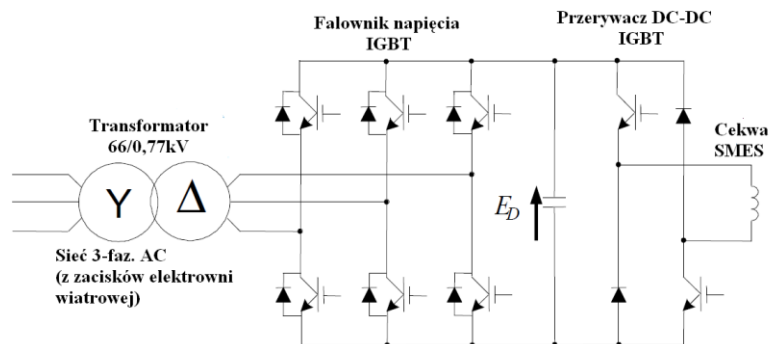 Falownik napięcia
IGBT
Przerywacz DC-DC
IGBT
Transformator
66/0,77kV
Cekwa
SMES
Y
Δ
E_D
Sieć 3-faz. AC
(z zacisków elektrowni
wiatrowej)